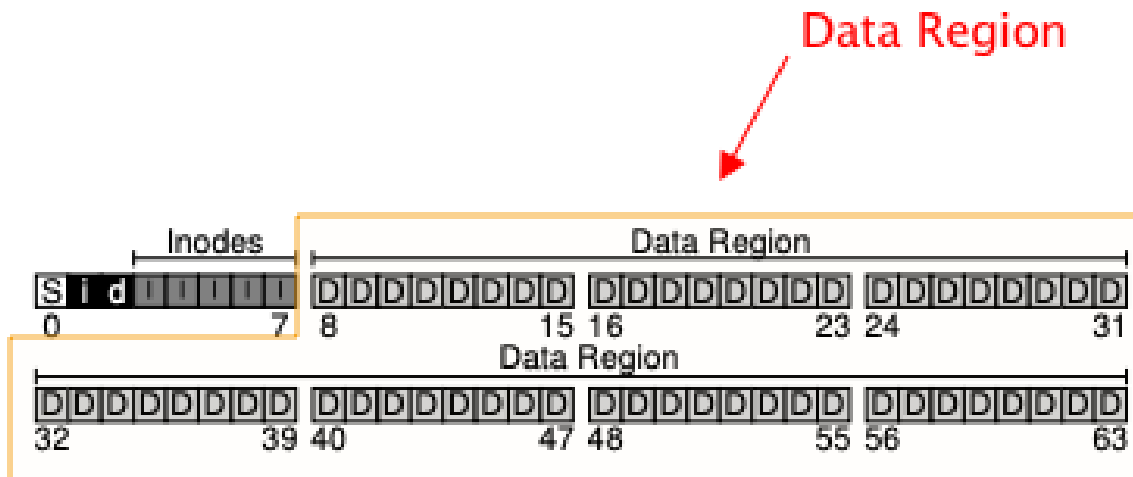 Data Region
Inodes Data Region
S i d I I I I I D D D D D D D D D D D D D D D D D D D D D D D D
0 7 8 15 16 23 24 31
Data Region
D D D D D D D D D D D D D D D D D D D D D D D D D D D D D D D D
32 39 40 47 48 55 56 63